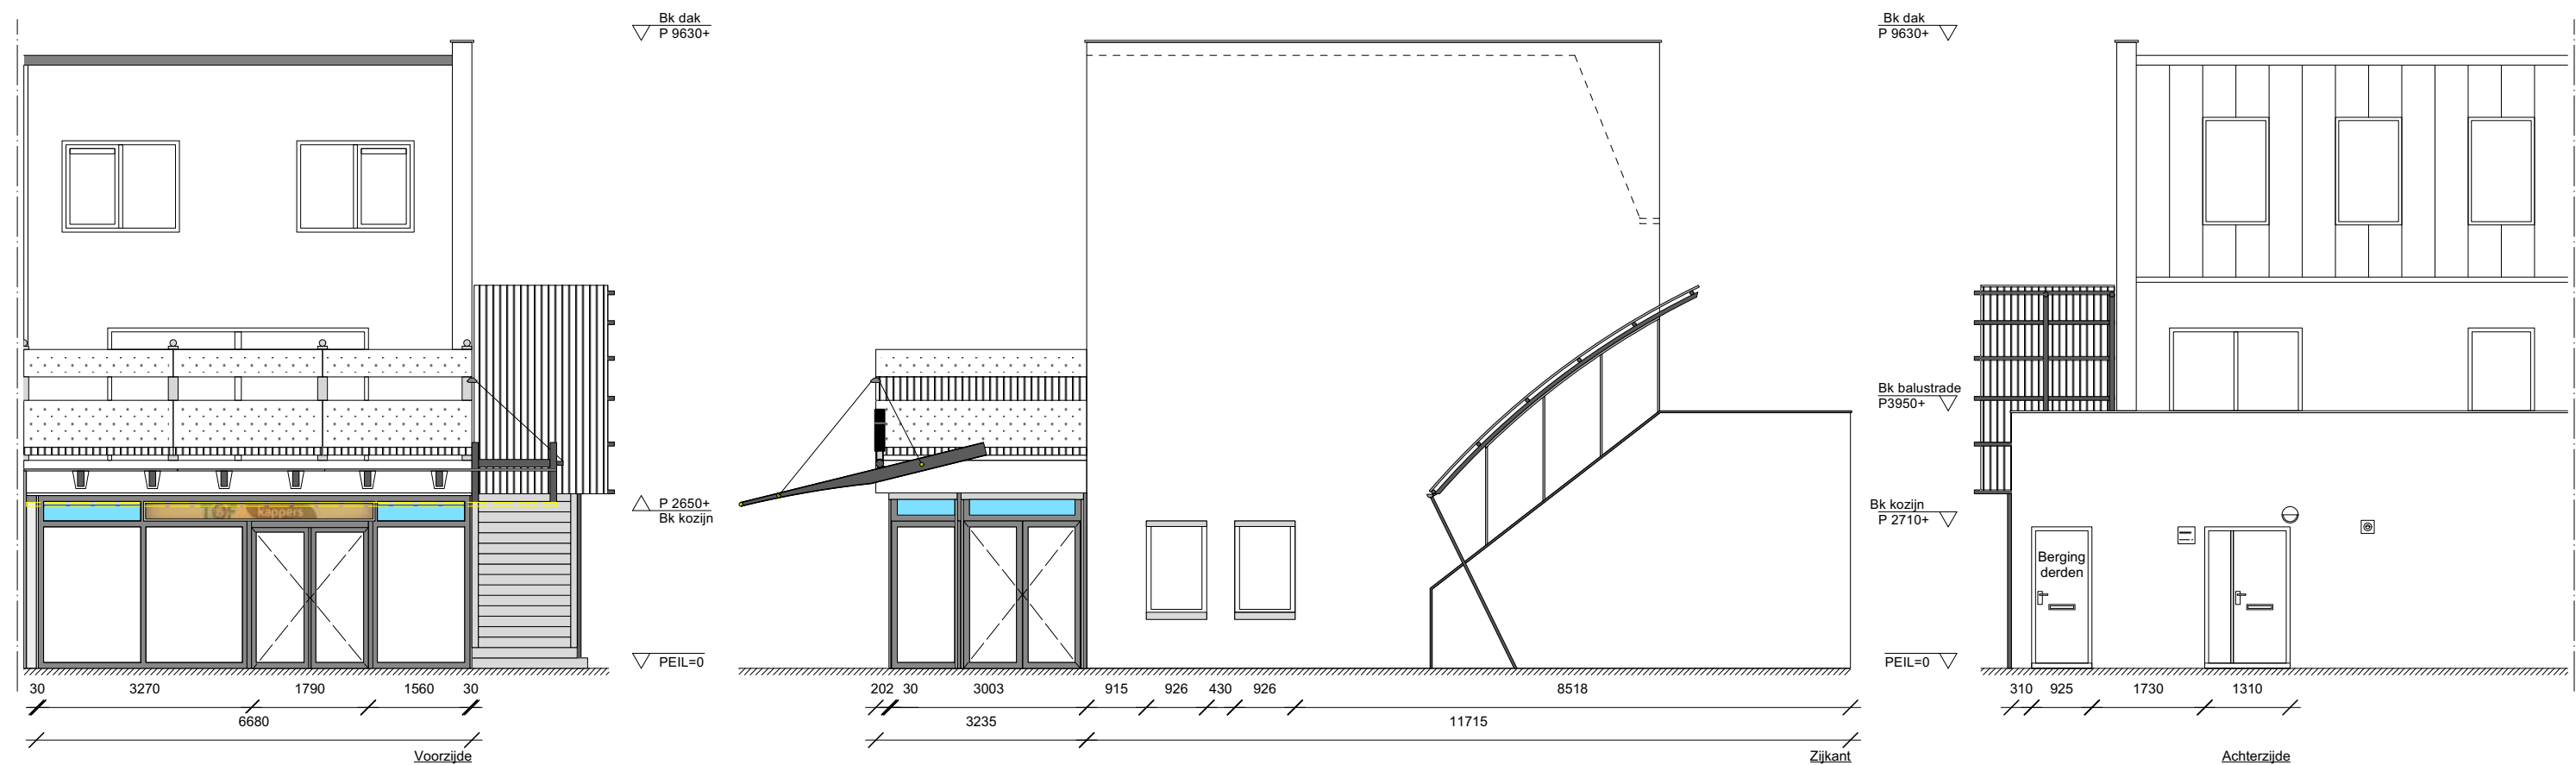 Bk dak
P 9630+
Bk dak
P 9630+
Bk balustrade
P3950+
TOF kappers
P 2650+
Bk kozijn
Bk kozijn
P 2710+
Berging
derden
PEIL=0
PEIL=0
30 3270 1790 1560 30
6680
202 30 3003 915 926 430 926 8518
3235 11715
310 925 1730 1310
Voorzijde
Zijkant
Achterzijde